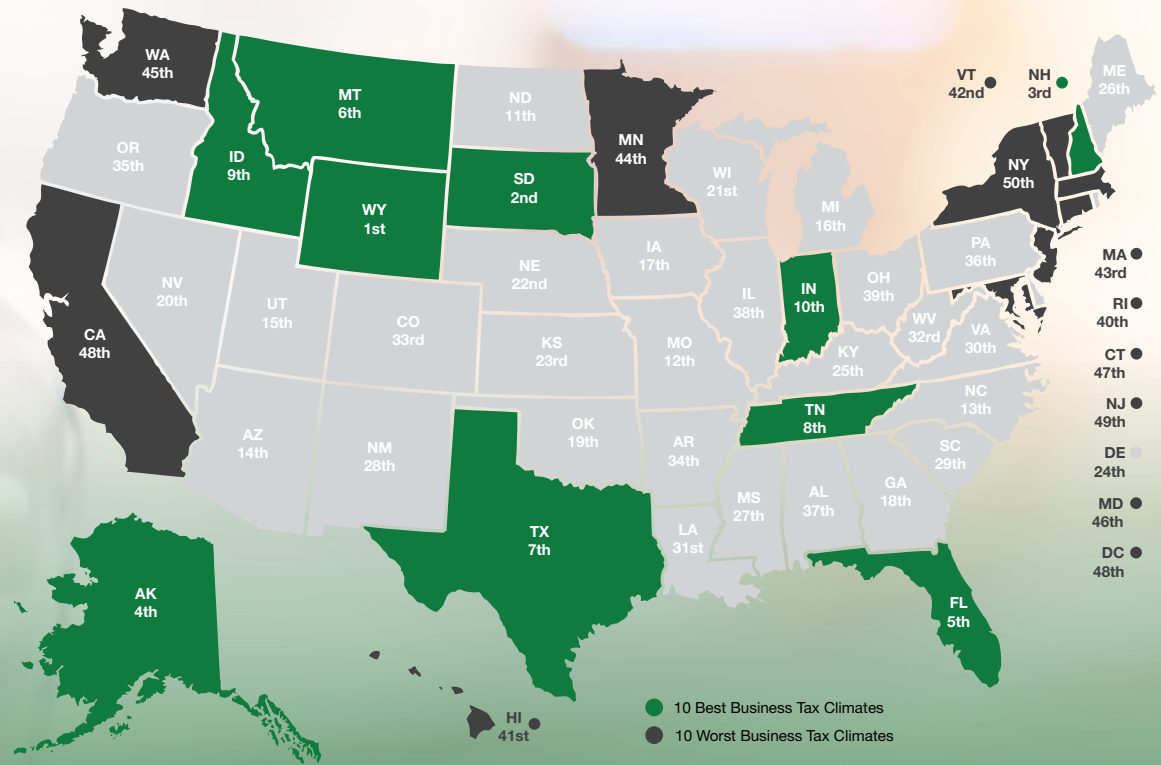 WA
45th
MT
6th
ND
11th
MN
44th
VT
42nd
NH
3rd
ME
26th
OR
35th
ID
9th
SD
2nd
WI
21st
NY
50th
WY
1st
MI
16th
IA
17th
PA
36th
MA
43rd
NV
20th
UT
15th
NE
22nd
IL
38th
IN
10th
OH
39th
RI
40th
CA
48th
CO
33rd
KS
23rd
MO
12th
WV
32rd
VA
30th
KY
25th
CT
47th
NC
13th
NJ
49th
TN
8th
AZ
14th
NM
28th
OK
19th
AR
34th
SC
29th
DE
24th
MS
27th
AL
37th
GA
18th
MD
46th
TX
7th
LA
31st
DC
48th
AK
4th
FL
5th
HI
41st
10 Best Business Tax Climates
10 Worst Business Tax Climates